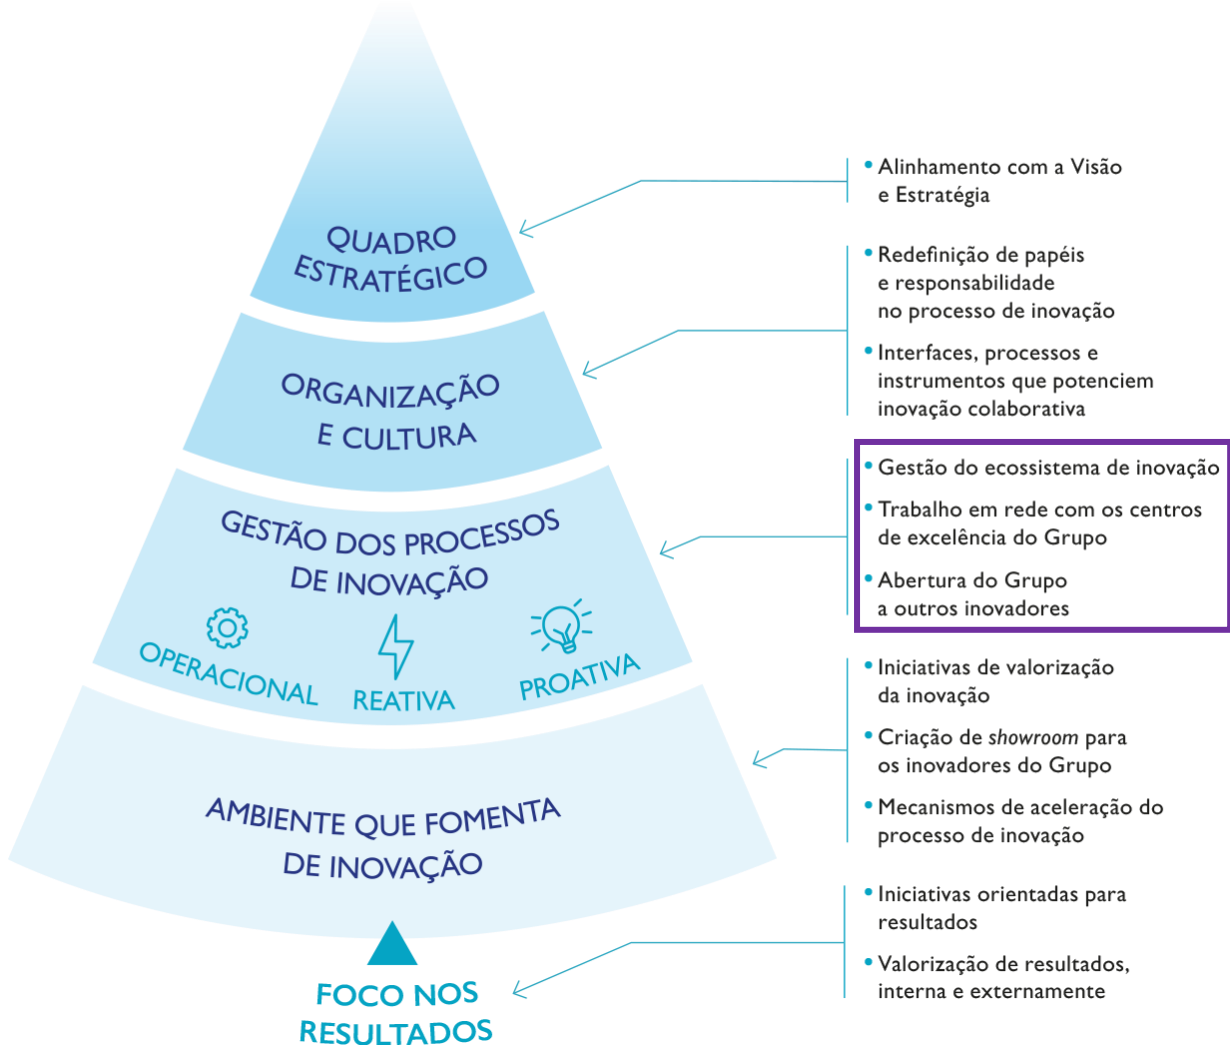 QUADRO
ESTRATÉGICO
• Alinhamento com a Visão
e Estratégia
ORGANIZAÇÃO
E CULTURA
• Redefinição de papéis
e responsabilidade
no processo de inovação
• Interfaces, processos e
instrumentos que potenciem
inovação colaborativa
GESTÃO DOS PROCESSOS
DE INOVAÇÃO
OPERACIONAL
REATIVA
PROATIVA
• Gestão do ecossistema de inovação
• Trabalho em rede com os centros
de excelência do Grupo
• Abertura do Grupo
a outros inovadores
AMBIENTE QUE FOMENTA
DE INOVAÇÃO
• Iniciativas de valorização
da inovação
• Criação de showroom para
os inovadores do Grupo
• Mecanismos de aceleração do
processo de inovação
FOCO NOS
RESULTADOS
• Iniciativas orientadas para
resultados
• Valorização de resultados,
interna e externamente